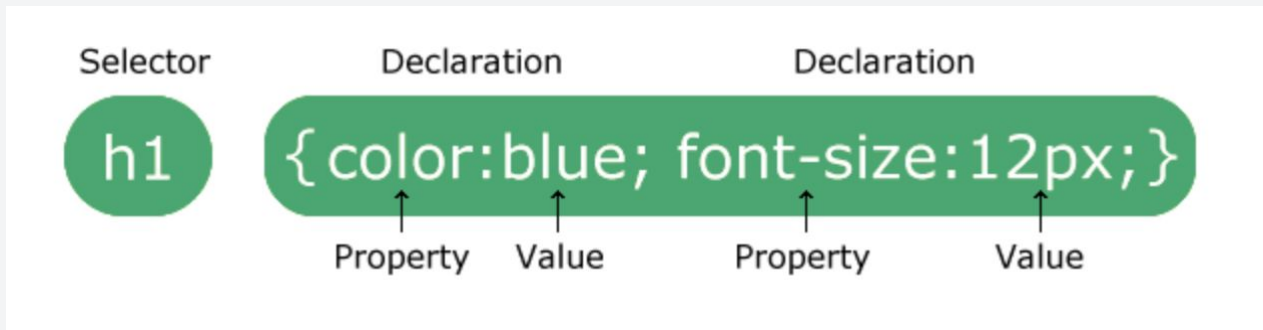 Selector Declaration Declaration
h1 {color:blue; font-size:12px;}
Property Value Property Value